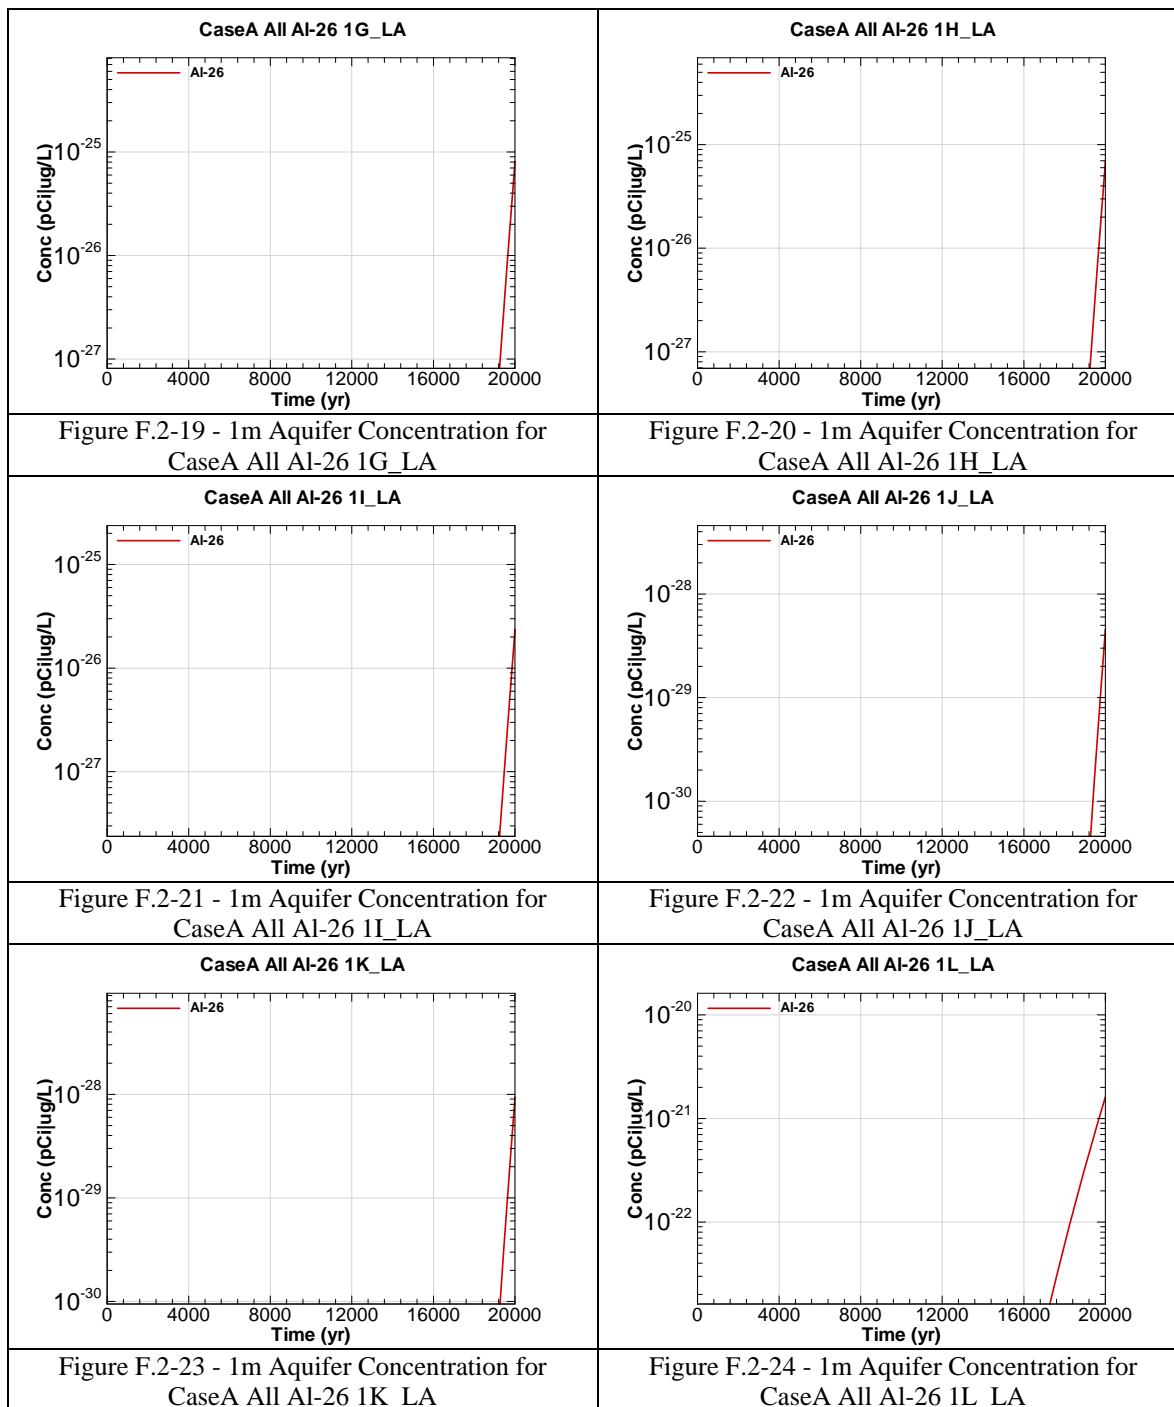 CaseA All Al-26 1G_LA
Al-26
Conc (pCi|ug/L)
10-25
10-26
10-27
0 4000 8000 12000 16000 20000
Time (yr)
Figure F.2-19 - 1m Aquifer Concentration for
CaseA All Al-26 1G_LA
CaseA All Al-26 1H_LA
Al-26
Conc (pCi|ug/L)
10-25
10-26
10-27
0 4000 8000 12000 16000 20000
Time (yr)
Figure F.2-20 - 1m Aquifer Concentration for
CaseA All Al-26 1H_LA
CaseA All Al-26 1I_LA
Al-26
Conc (pCi|ug/L)
10-25
10-26
10-27
0 4000 8000 12000 16000 20000
Time (yr)
Figure F.2-21 - 1m Aquifer Concentration for
CaseA All Al-26 1I_LA
CaseA All Al-26 1J_LA
Al-26
Conc (pCi|ug/L)
10-28
10-29
10-30
0 4000 8000 12000 16000 20000
Time (yr)
Figure F.2-22 - 1m Aquifer Concentration for
CaseA All Al-26 1J_LA
CaseA All Al-26 1K_LA
Al-26
Conc (pCi|ug/L)
10-28
10-29
10-30
0 4000 8000 12000 16000 20000
Time (yr)
Figure F.2-23 - 1m Aquifer Concentration for
CaseA All Al-26 1K_LA
CaseA All Al-26 1L_LA
Al-26
Conc (pCi|ug/L)
10-20
10-21
10-22
0 4000 8000 12000 16000 20000
Time (yr)
Figure F.2-24 - 1m Aquifer Concentration for
CaseA All Al-26 1L_LA